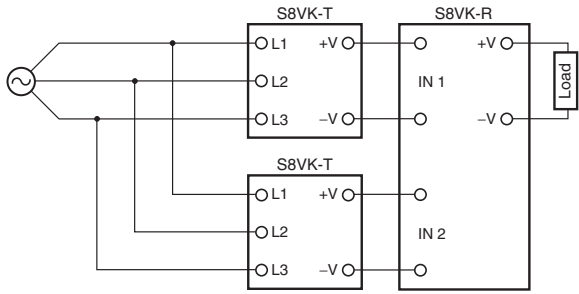 S8VK-T
S8VK-R
L1 +V
+V
L2
IN 1
Load
L3 −V
−V
S8VK-T
L1 +V
L2
IN 2
L3 −V